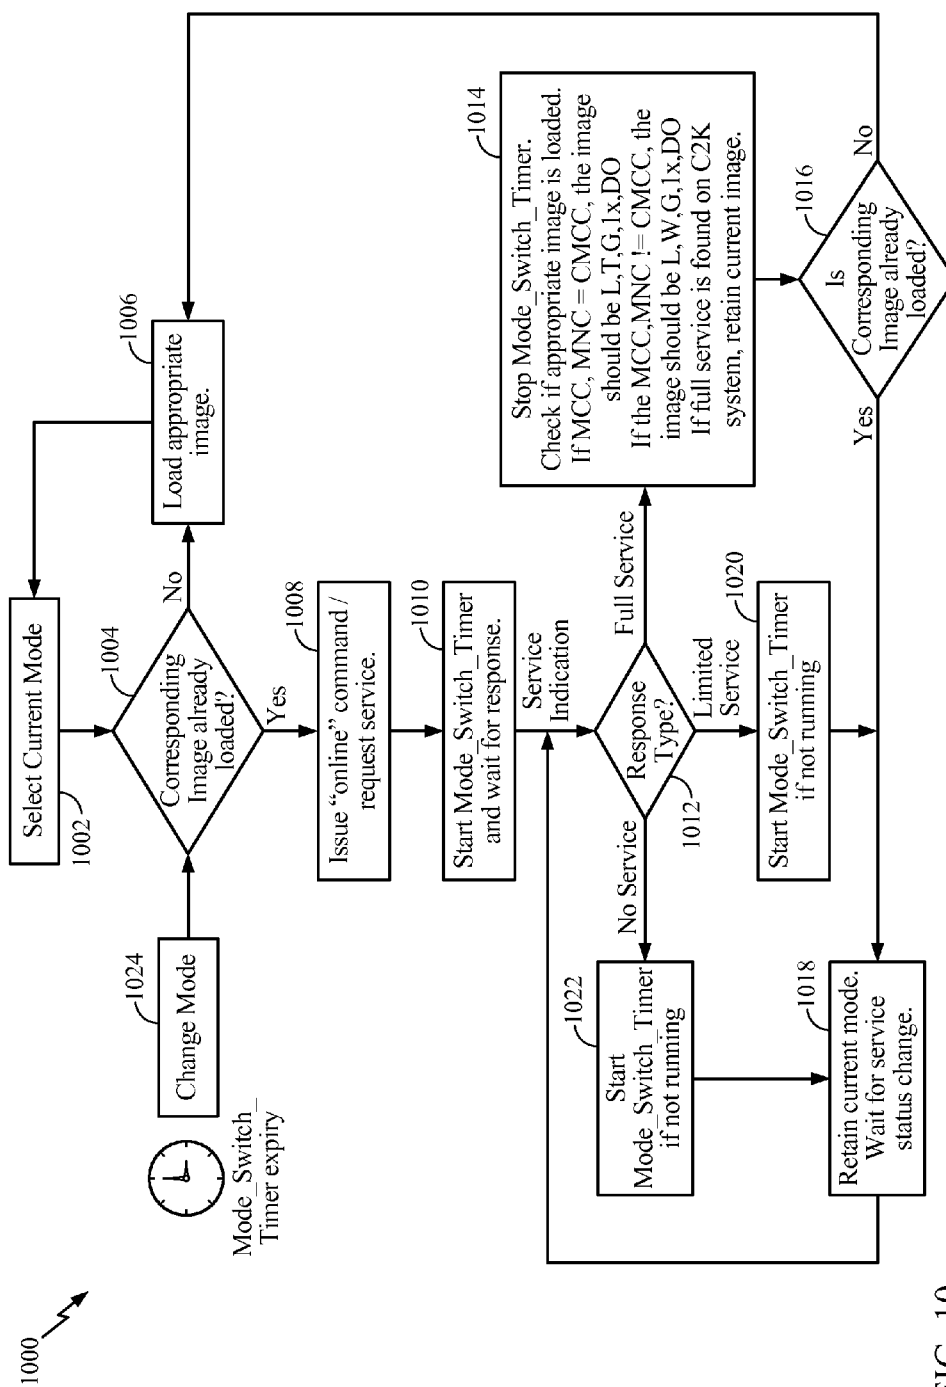 1000
Select Current Mode
1002
Mode_Switch_
Timer expiry
Change Mode
1024
Corresponding
Image already
loaded?
1004
No
Load appropriate
image.
1006
Yes
Issue “online” command /
request service.
1008
Start Mode_Switch_Timer
and wait for response.
1010
Service
Indication
Response
Type?
1012
No Service
Start
Mode_Switch_Timer
if not running
1022
Limited
Service
Start Mode_Switch_Timer
if not running
1020
Full Service
Stop Mode_Switch_Timer.
Check if appropriate image is loaded.
If MCC, MNC = CMCC, the image
should be L,T,G,1x,DO
If the MCC,MNC != CMCC, the
image should be L,W,G,1x,DO
If full service is found on C2K
system, retain current image.
1014
Is
Corresponding
Image already
loaded?
1016
No
Yes
Retain current mode.
Wait for service
status change.
1018
FIG. 10